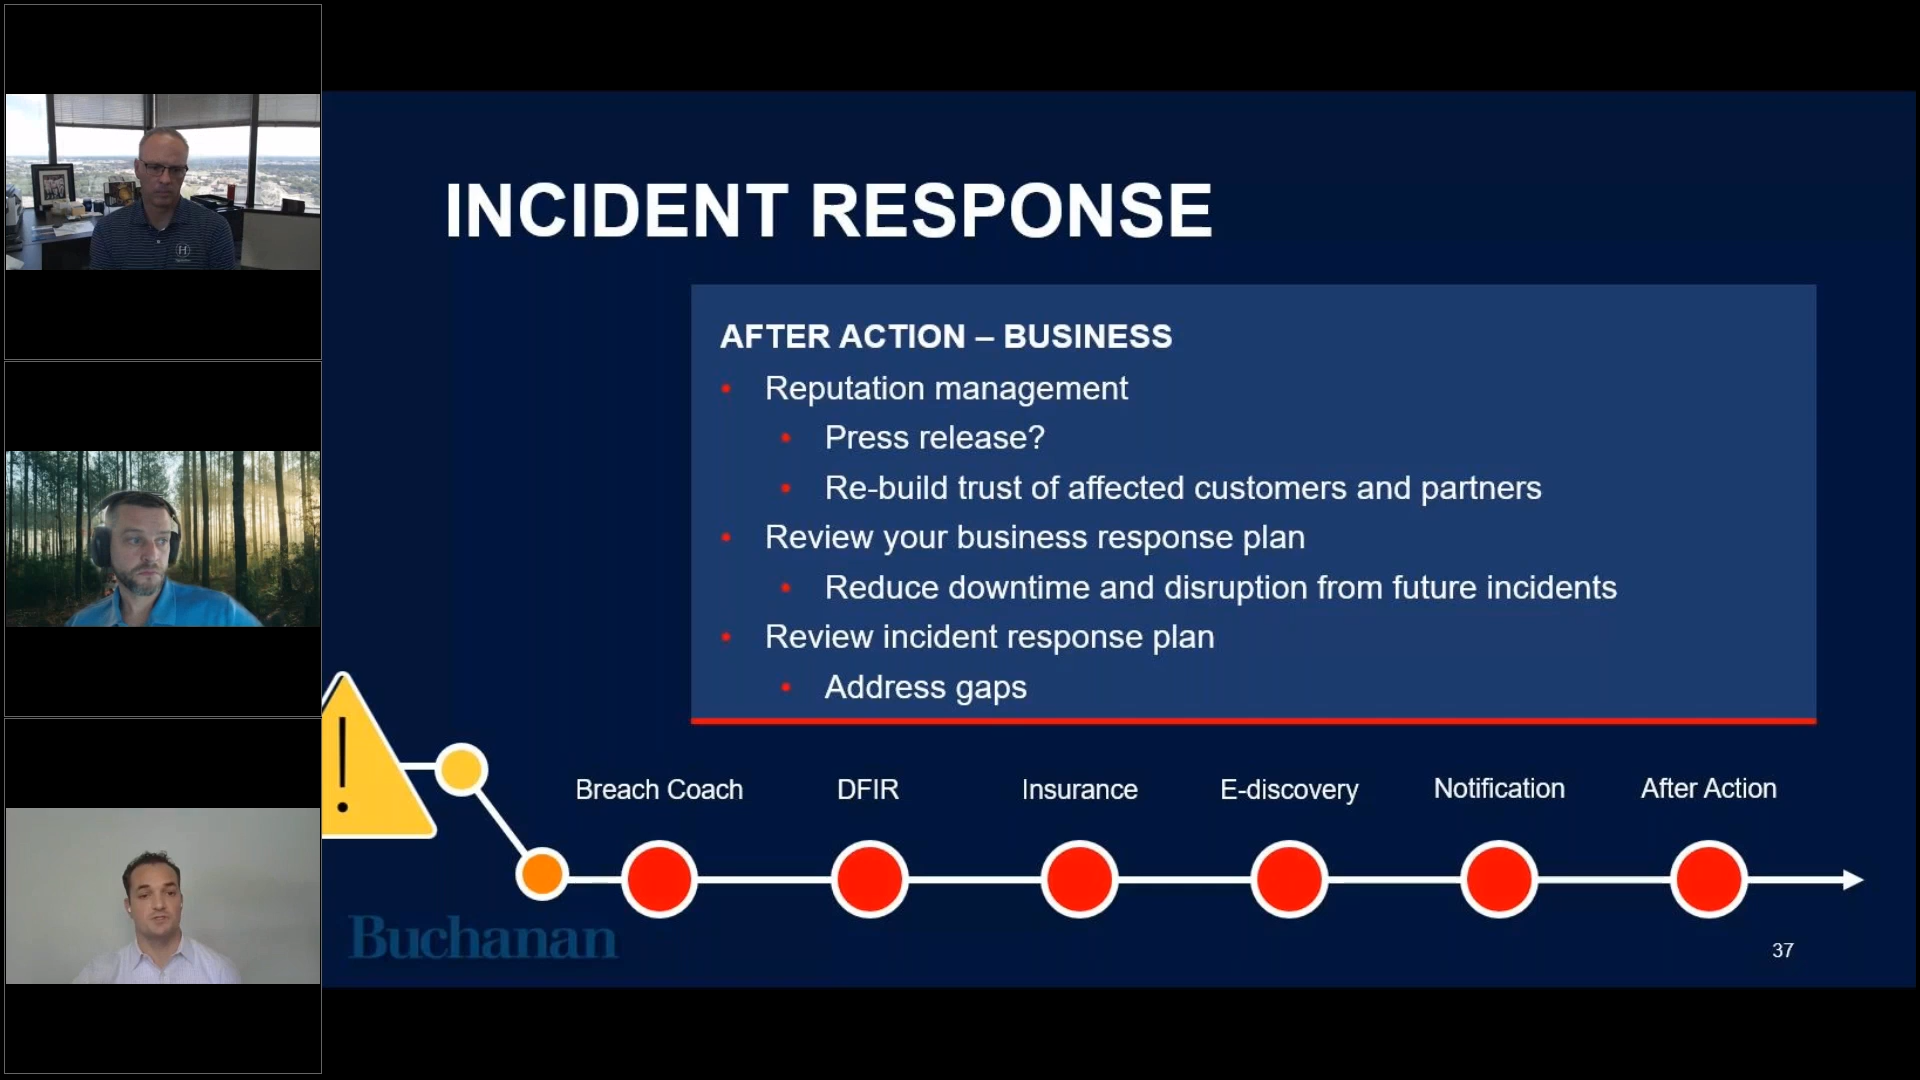 INCIDENT RESPONSE
AFTER ACTION – BUSINESS
• Reputation management
• Press release?
• Re-build trust of affected customers and partners
• Review your business response plan
• Reduce downtime and disruption from future incidents
• Review incident response plan
• Address gaps
!
Breach Coach
DFIR
Insurance
E-discovery
Notification
After Action
Buchanan
37
H